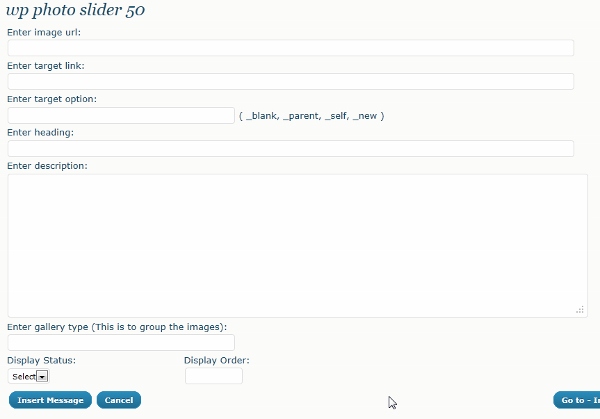 wp photo slider 50
Enter image url:
Enter target link:
Enter target option:
( _blank, _parent, _self, _new )
Enter heading:
Enter description:
Enter gallery type (This is to group the images):
Display Status: Display Order:
Select
Insert Message Cancel Go to - I